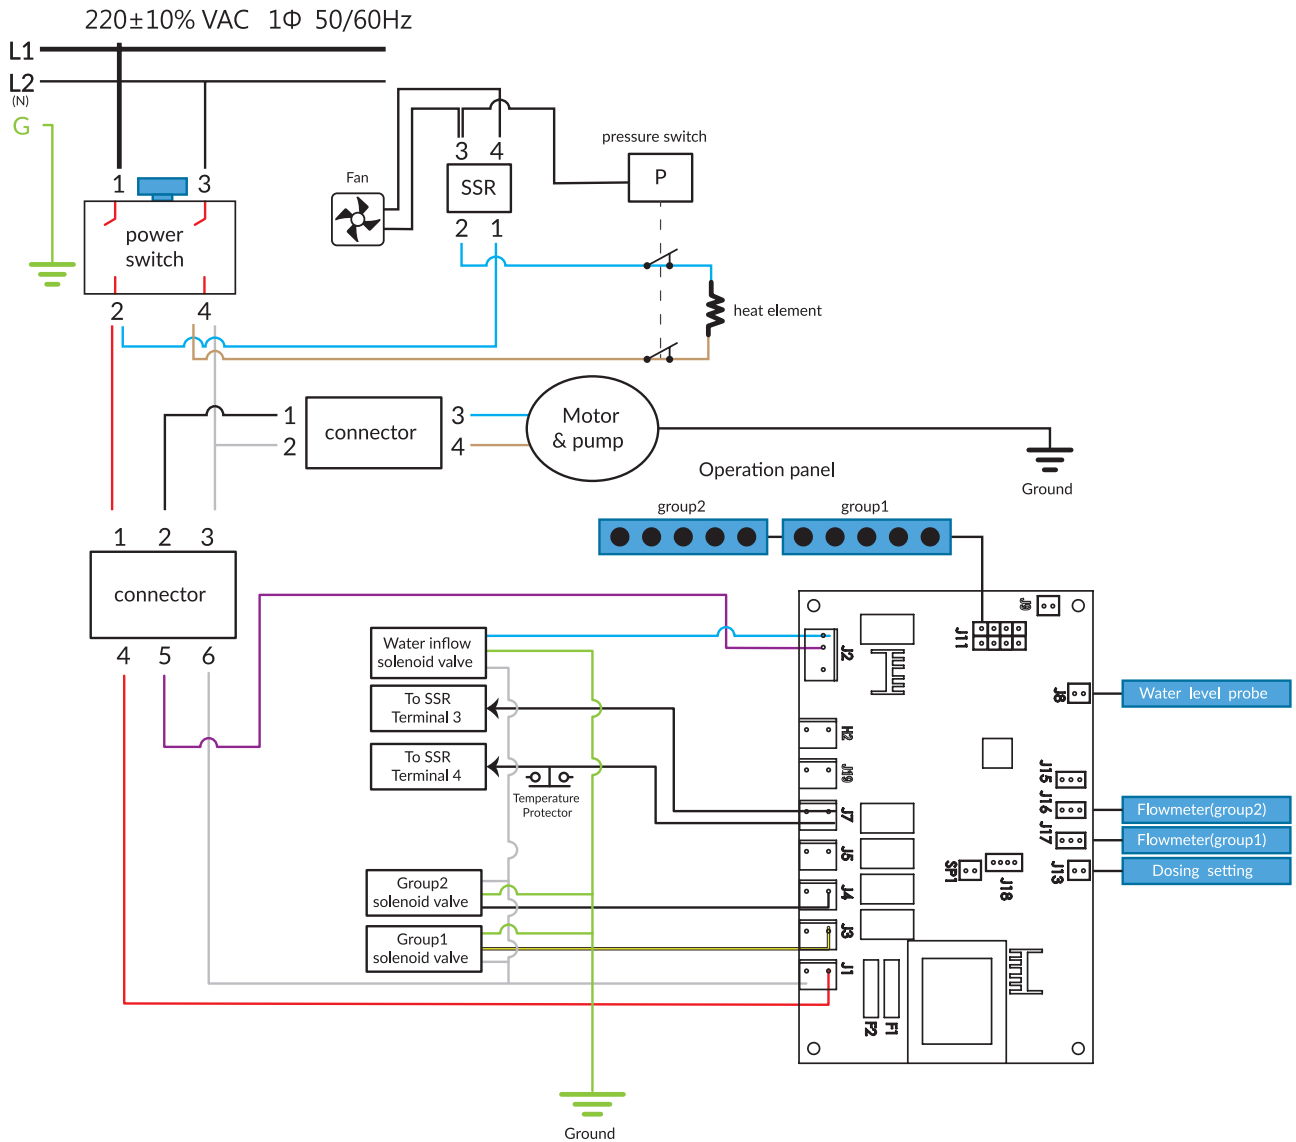 220±10% VAC 1Φ 50/60Hz
L1
L2
(N)
G
1
3
power
switch
2
4
Fan
3
4
SSR
2
1
pressure switch
P
heat element
1
2
connector
3
4
Motor
& pump
Ground
Operation panel
group2
group1
1
2
3
connector
4
5
6
Water inflow
solenoid valve
To SSR
Terminal 3
To SSR
Terminal 4
Temperature
Protector
Group2
solenoid valve
Group1
solenoid valve
J2
H2
J19
J7
J5
J4
J3
J1
F2
F1
J9
J11
J8
J15
J16
J17
J13
SP1
J18
Water level probe
Flowmeter(group2)
Flowmeter(group1)
Dosing setting
Ground